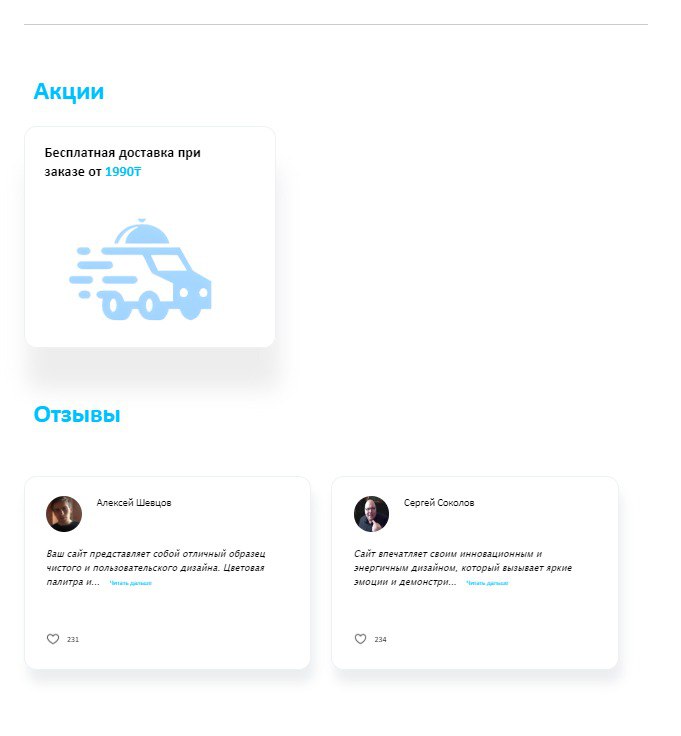 Акции
Бесплатная доставка при
заказе от 1990₸
Отзывы
Алексей Шевцов
Ваш сайт представляет собой отличный образец
чистого и пользовательского дизайна. Цветовая
палитра и... Читать дальше
231
Сергей Соколов
Сайт впечатляет своим инновационным и
энергичным дизайном, который вызывает яркие
эмоции и демонстри... Читать дальше
234